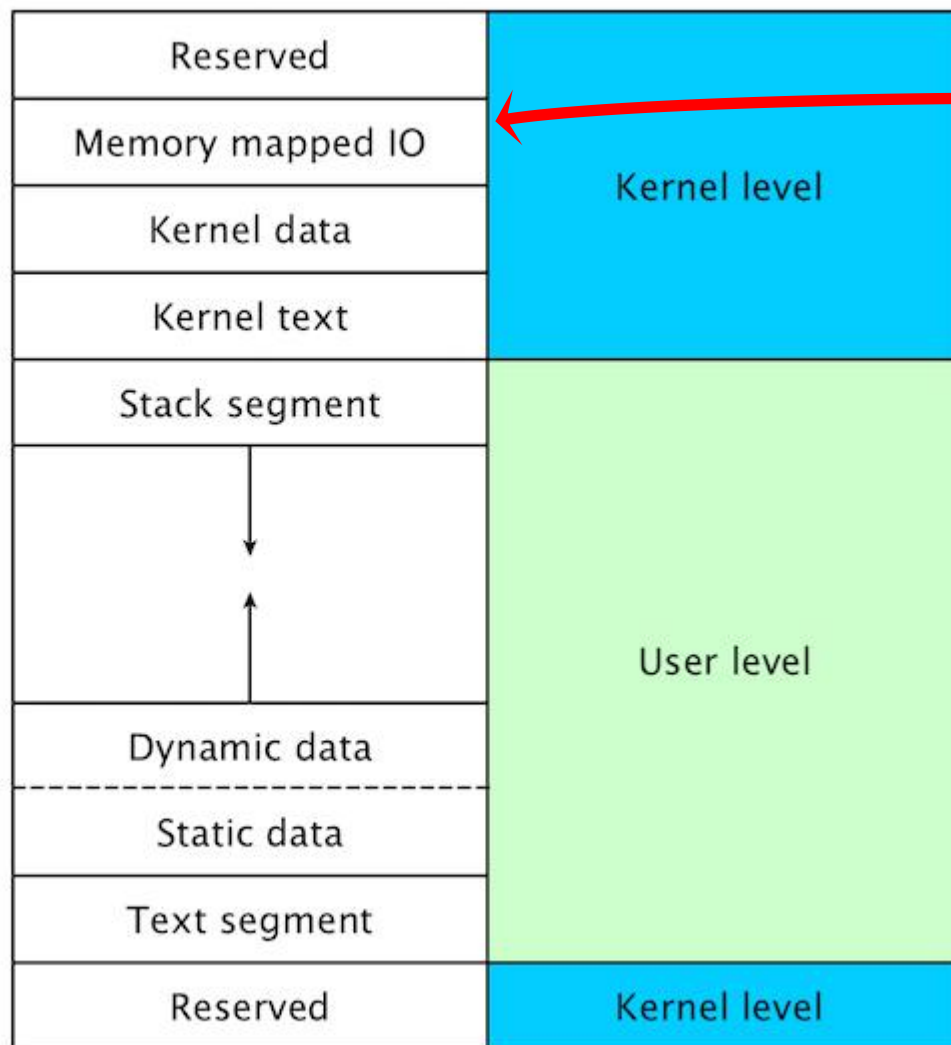 Reserved
Memory mapped IO
Kernel level
Kernel data
Kernel text
Stack segment
User level
Dynamic data
Static data
Text segment
Reserved
Kernel level